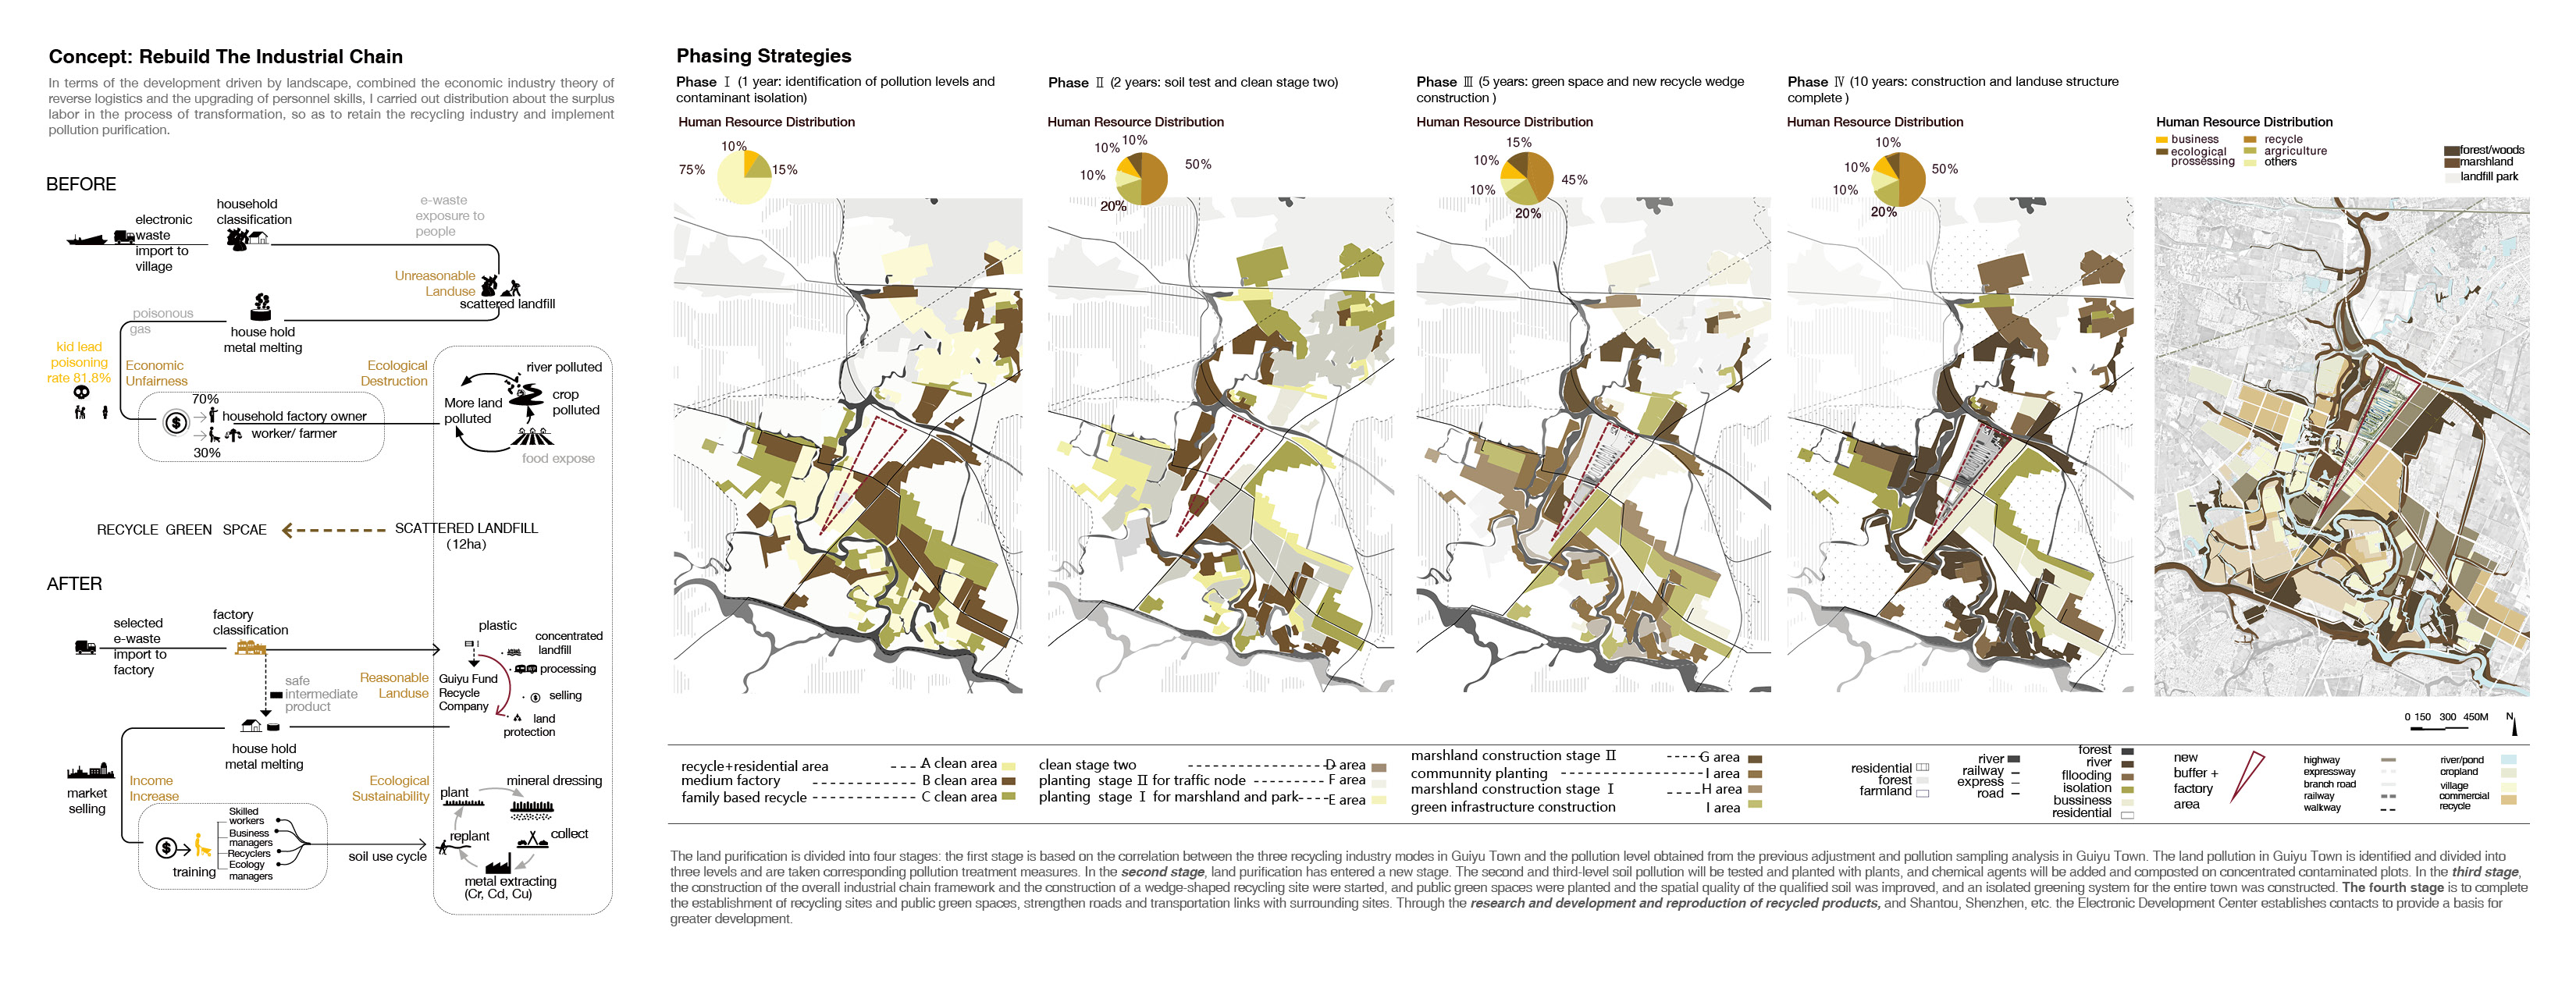 Concept: Rebuild The Industrial Chain
In terms of the development driven by landscape, combined the economic industry theory of
reverse logistics and the upgrading of personnel skills, I carried out distribution about the surplus
labor in the process of transformation, so as to retain the recycling industry and implement
pollution purification.
BEFORE
electronic
waste
import to
village
household
classification
e-waste
exposure to
people
Unreasonable
Landuse
scattered landfill
poisonous
gas
house hold
metal melting
kid lead
poisoning
rate 81.8%
Economic
Unfairness
Ecological
Destruction
70%
household factory owner
worker/ farmer
30%
river polluted
More land
polluted
crop
polluted
food expose
RECYCLE GREEN SPCAE
SCATTERED LANDFILL
(12ha)
AFTER
selected
e-waste
import to
factory
factory
classification
safe
intermediate
product
Reasonable
Landuse
plastic
concentrated
landfill
processing
Guiyu Fund
Recycle
Company
selling
land
protection
house hold
metal melting
market
selling
Income
Increase
Ecological
Sustainability
Skilled
workers
Business
managers
Recyclers
Ecology
managers
training
soil use cycle
mineral dressing
plant
replant
collect
metal extracting
(Cr, Cd, Cu)
Phasing Strategies
Phase Ⅰ (1 year: identification of pollution levels and
contaminant isolation)
Human Resource Distribution
10%
75%
15%
Phase Ⅱ (2 years: soil test and clean stage two)
Human Resource Distribution
10%
10%
50%
10%
20%
Phase Ⅲ (5 years: green space and new recycle wedge
construction )
Human Resource Distribution
15%
10%
45%
10%
20%
Phase Ⅳ (10 years: construction and landuse structure
complete )
Human Resource Distribution
10%
10%
50%
10%
20%
Human Resource Distribution
business
recycle
ecological
prossessing
argriculture
others
forest/woods
marshland
landfill park
0 150 300 450M
N
recycle+residential area A clean area
medium factory B clean area
family based recycle C clean area
clean stage two D area
planting stage Ⅱ for traffic node F area
planting stage Ⅰ for marshland and park E area
marshland construction stage Ⅱ G area
communnity planting I area
marshland construction stage Ⅰ H area
green infrastructure construction I area
residential
forest
farmland
river
railway
express
road
forest
river
fllooding
isolation
bussiness
residential
new
buffer +
factory
area
highway
expressway
branch road
railway
walkway
river/pond
cropland
village
commercial
recycle
The land purification is divided into four stages: the first stage is based on the correlation between the three recycling industry modes in Guiyu Town and the pollution level obtained from the previous adjustment and pollution sampling analysis in Guiyu Town. The land pollution in Guiyu Town is identified and divided into
three levels and are taken corresponding pollution treatment measures. In the second stage, land purification has entered a new stage. The second and third-level soil pollution will be tested and planted with plants, and chemical agents will be added and composted on concentrated contaminated plots. In the third stage,
the construction of the overall industrial chain framework and the construction of a wedge-shaped recycling site were started, and public green spaces were planted and the spatial quality of the qualified soil was improved, and an isolated greening system for the entire town was constructed. The fourth stage is to complete
the establishment of recycling sites and public green spaces, strengthen roads and transportation links with surrounding sites. Through the research and development and reproduction of recycled products, and Shantou, Shenzhen, etc. the Electronic Development Center establishes contacts to provide a basis for
greater development.